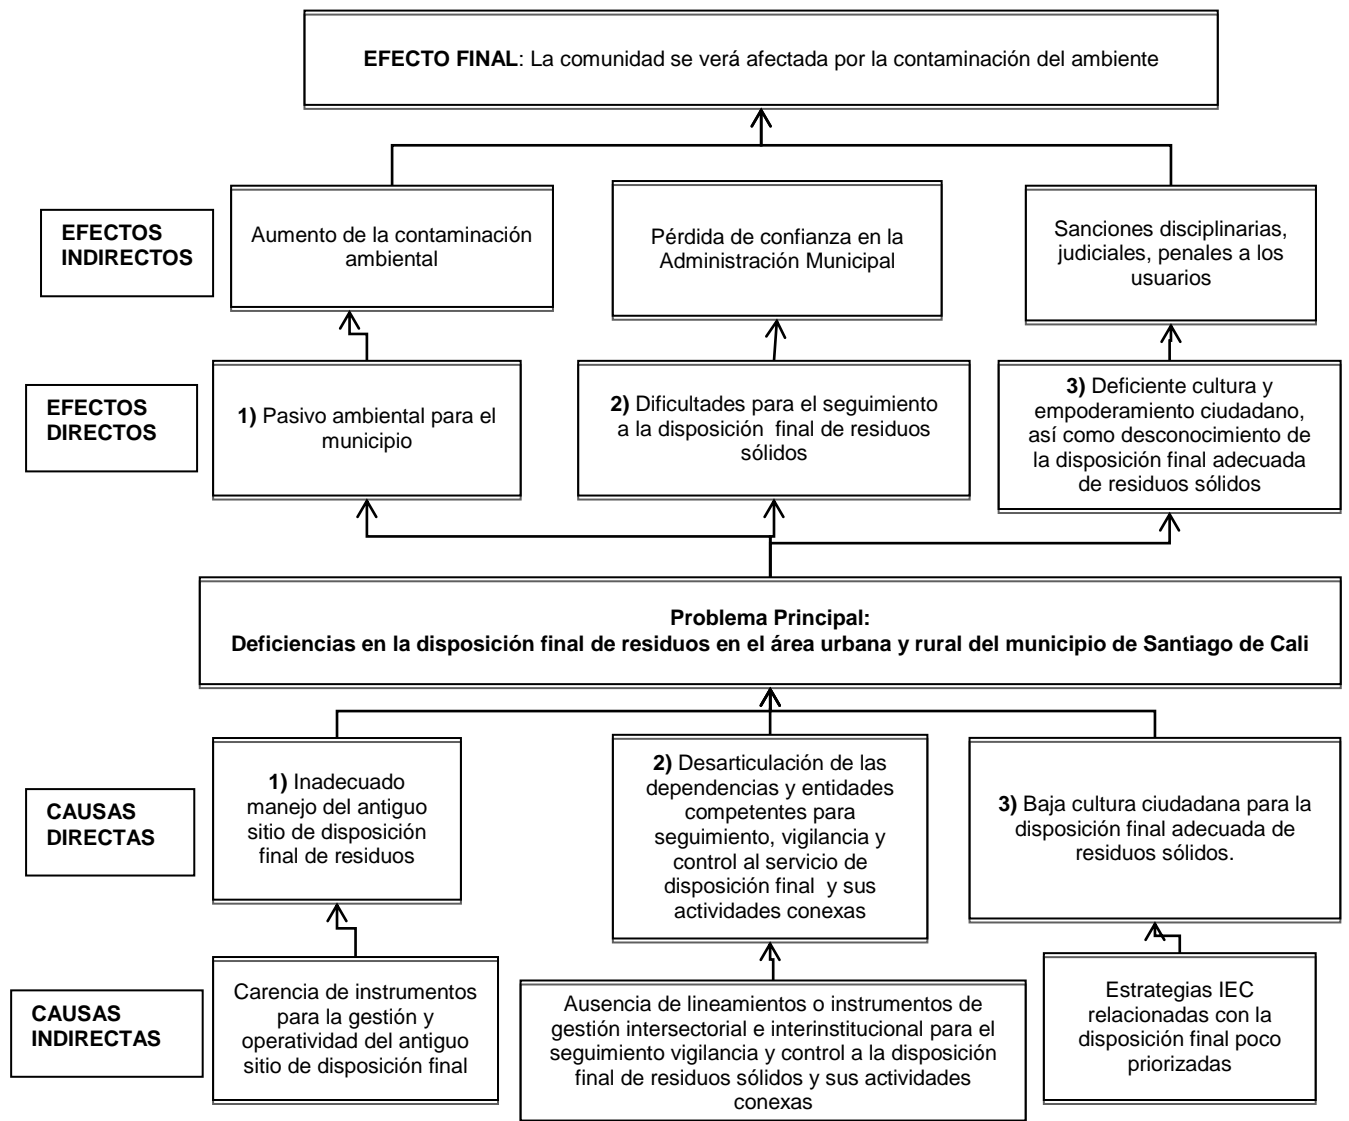 EFECTO FINAL: La comunidad se verá afectada por la contaminación del ambiente
EFECTOS
INDIRECTOS
Aumento de la contaminación
ambiental
Pérdida de confianza en la
Administración Municipal
Sanciones disciplinarias,
judiciales, penales a los
usuarios
EFECTOS
DIRECTOS
1) Pasivo ambiental para el
municipio
2) Dificultades para el seguimiento
a la disposición final de residuos
sólidos
3) Deficiente cultura y
empoderamiento ciudadano,
así como desconocimiento de
la disposición final adecuada
de residuos sólidos
Problema Principal:
Deficiencias en la disposición final de residuos en el área urbana y rural del municipio de Santiago de Cali
CAUSAS
DIRECTAS
1) Inadecuado
manejo del antiguo
sitio de disposición
final de residuos
2) Desarticulación de las
dependencias y entidades
competentes para
seguimiento, vigilancia y
control al servicio de
disposición final y sus
actividades conexas
3) Baja cultura ciudadana para la
disposición final adecuada de
residuos sólidos.
CAUSAS
INDIRECTAS
Carencia de instrumentos
para la gestión y
operatividad del antiguo
sitio de disposición final
Ausencia de lineamientos o instrumentos de
gestión intersectorial e interinstitucional para el
seguimiento vigilancia y control a la disposición
final de residuos sólidos y sus actividades
conexas
Estrategias IEC
relacionadas con la
disposición final poco
priorizadas